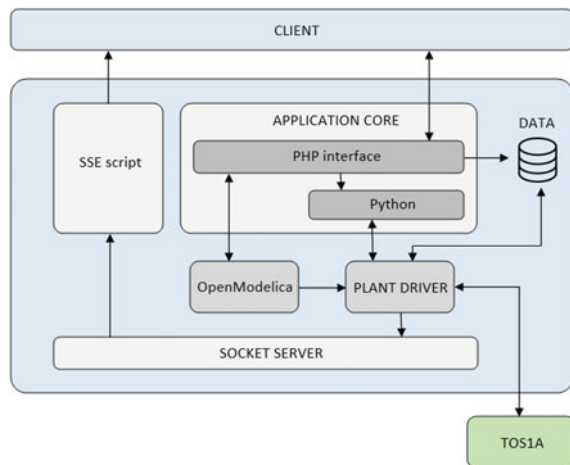 CLIENT
APPLICATION CORE
DATA
SSE script
PHP interface
Python
OpenModelica
PLANT DRIVER
SOCKET SERVER
TOS1A